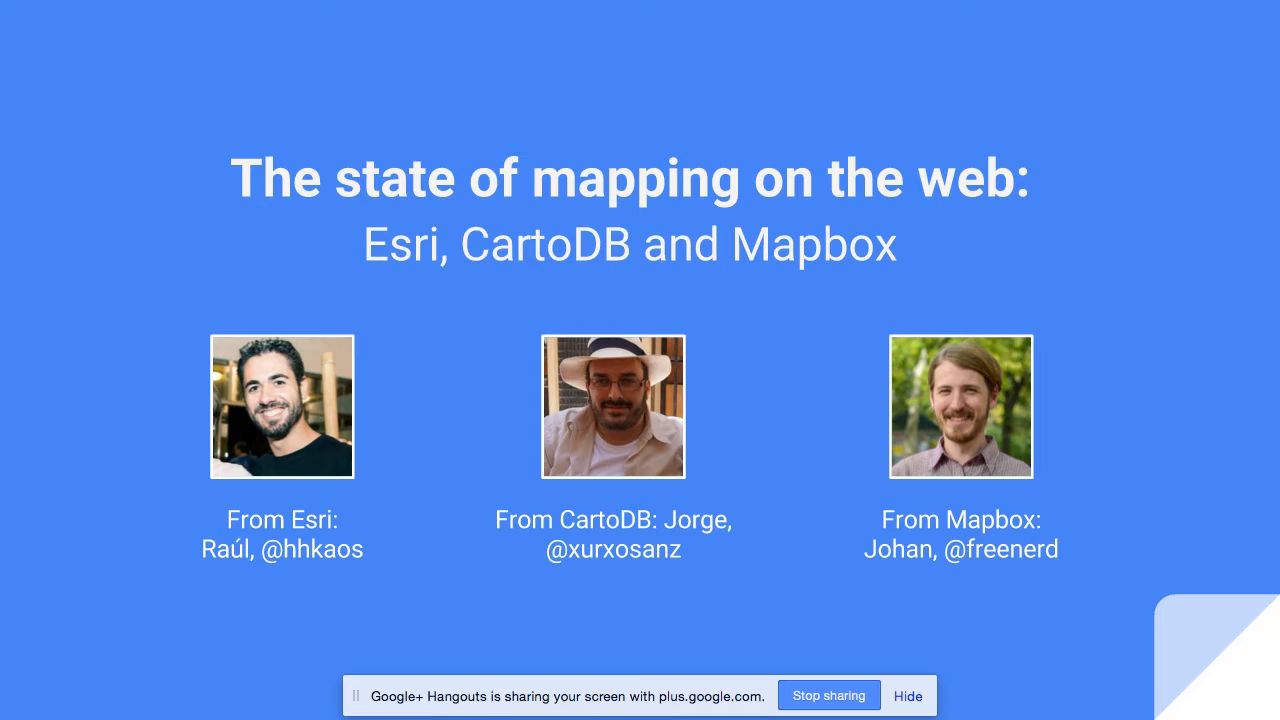 The state of mapping on the web:
Esri, CartoDB and Mapbox
From Esri:
Raúl, @hhkaos
From CartoDB: Jorge,
@xurxosanz
From Mapbox:
Johan, @freenerd
Google+ Hangouts is sharing your screen with plus.google.com.
Stop sharing
Hide